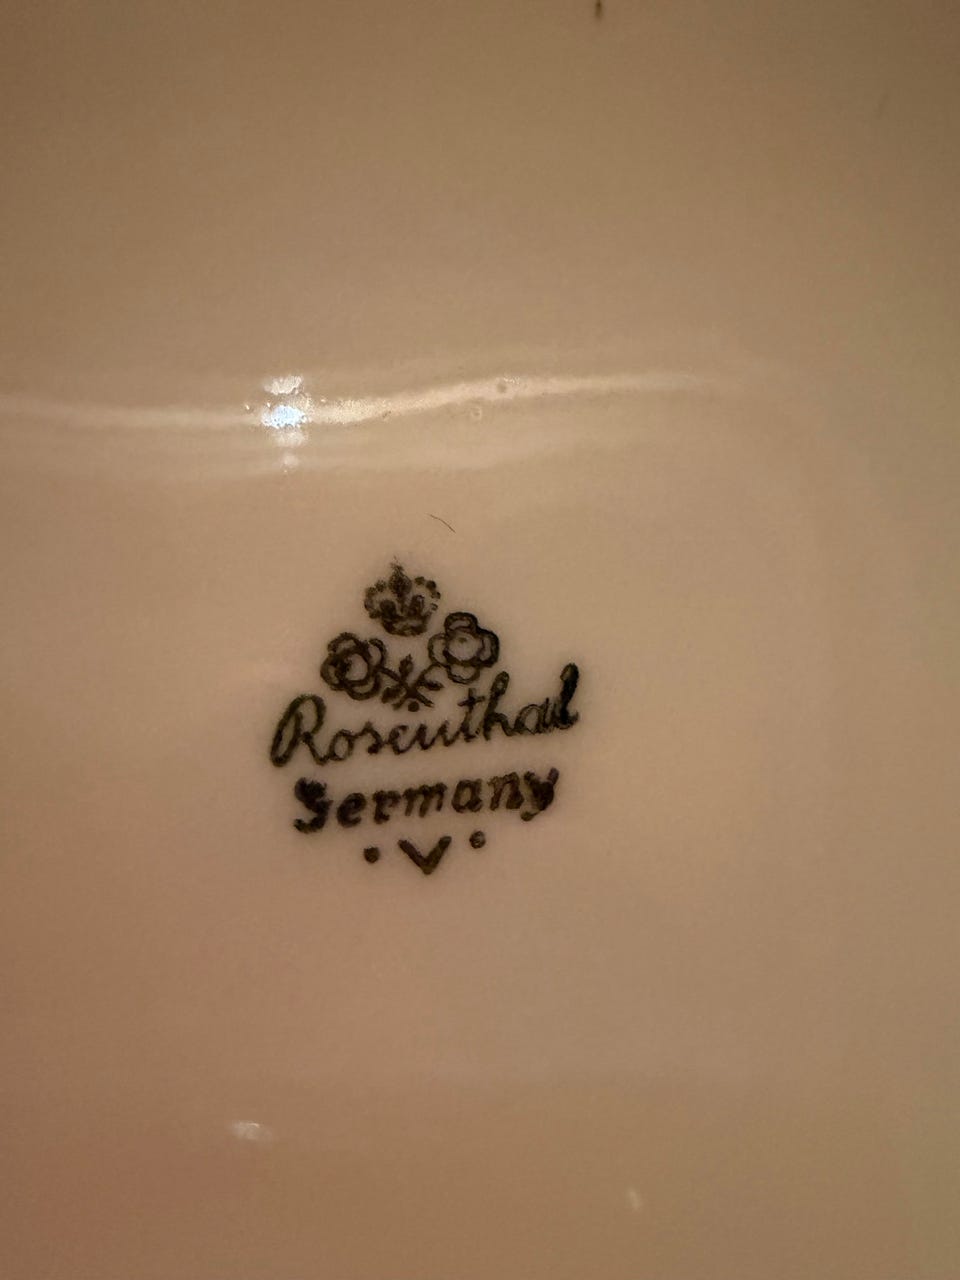 Rosenthal
Germany
• V •